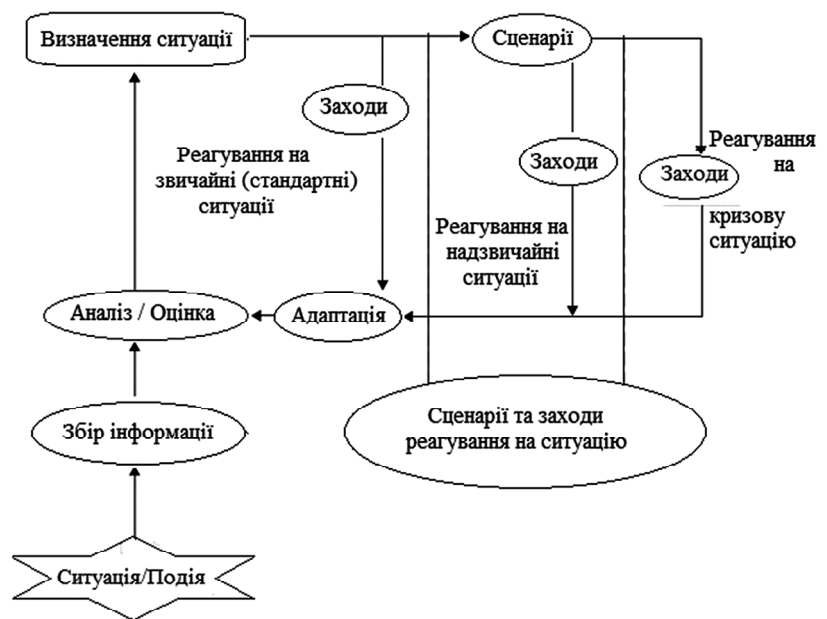 Визначення ситуації
Сценарії
Заходи
Реагування на
звичайні (стандартні)
ситуації
Заходи
Реагування
на
Заходи
кризову
ситуацію
Реагування на
надзвичайні
ситуації
Аналіз / Оцінка
Адаптація
Сценарії та заходи
реагування на ситуацію
Збір інформації
Ситуація/Подія